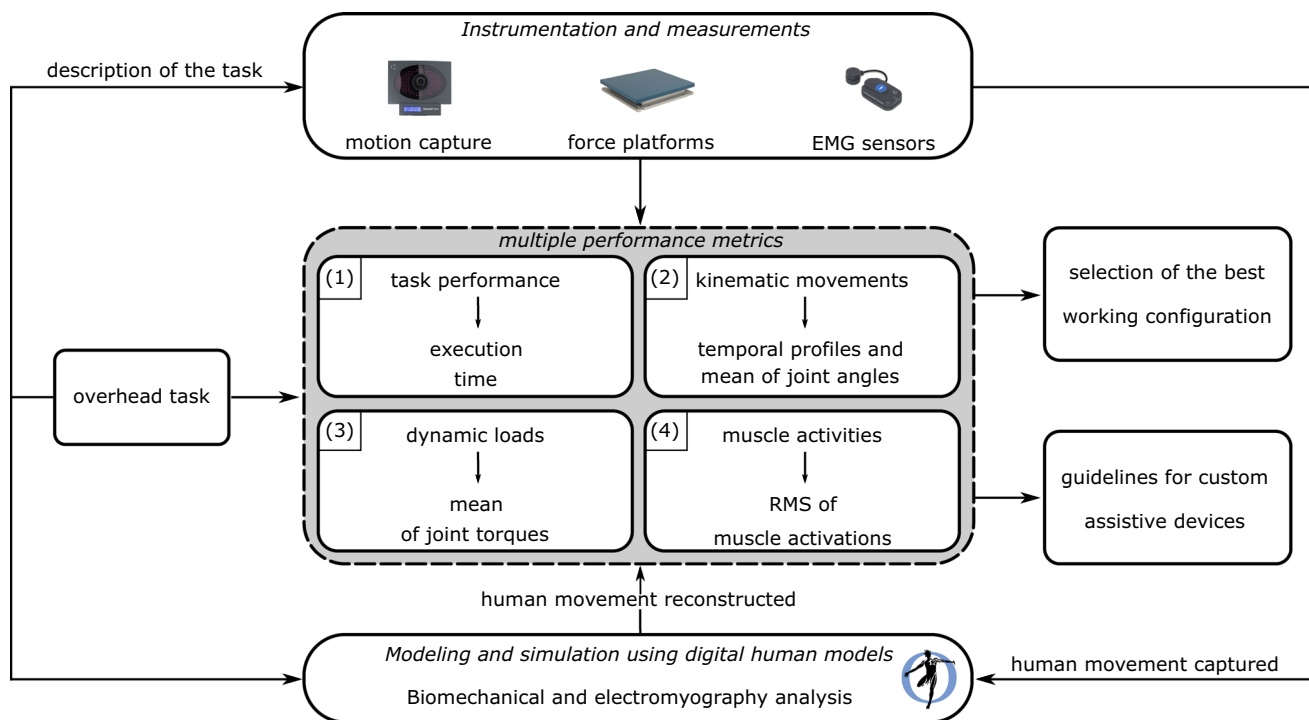 Instrumentation and measurements
description of the task
motion capture
force platforms
EMG sensors
multiple performance metrics
(1)
task performance
execution
time
(2)
kinematic movements
temporal profiles and
mean of joint angles
selection of the best
working configuration
overhead task
(3)
dynamic loads
mean
of joint torques
(4)
muscle activities
RMS of
muscle activations
guidelines for custom
assistive devices
human movement reconstructed
Modeling and simulation using digital human models
Biomechanical and electromyography analysis
human movement captured